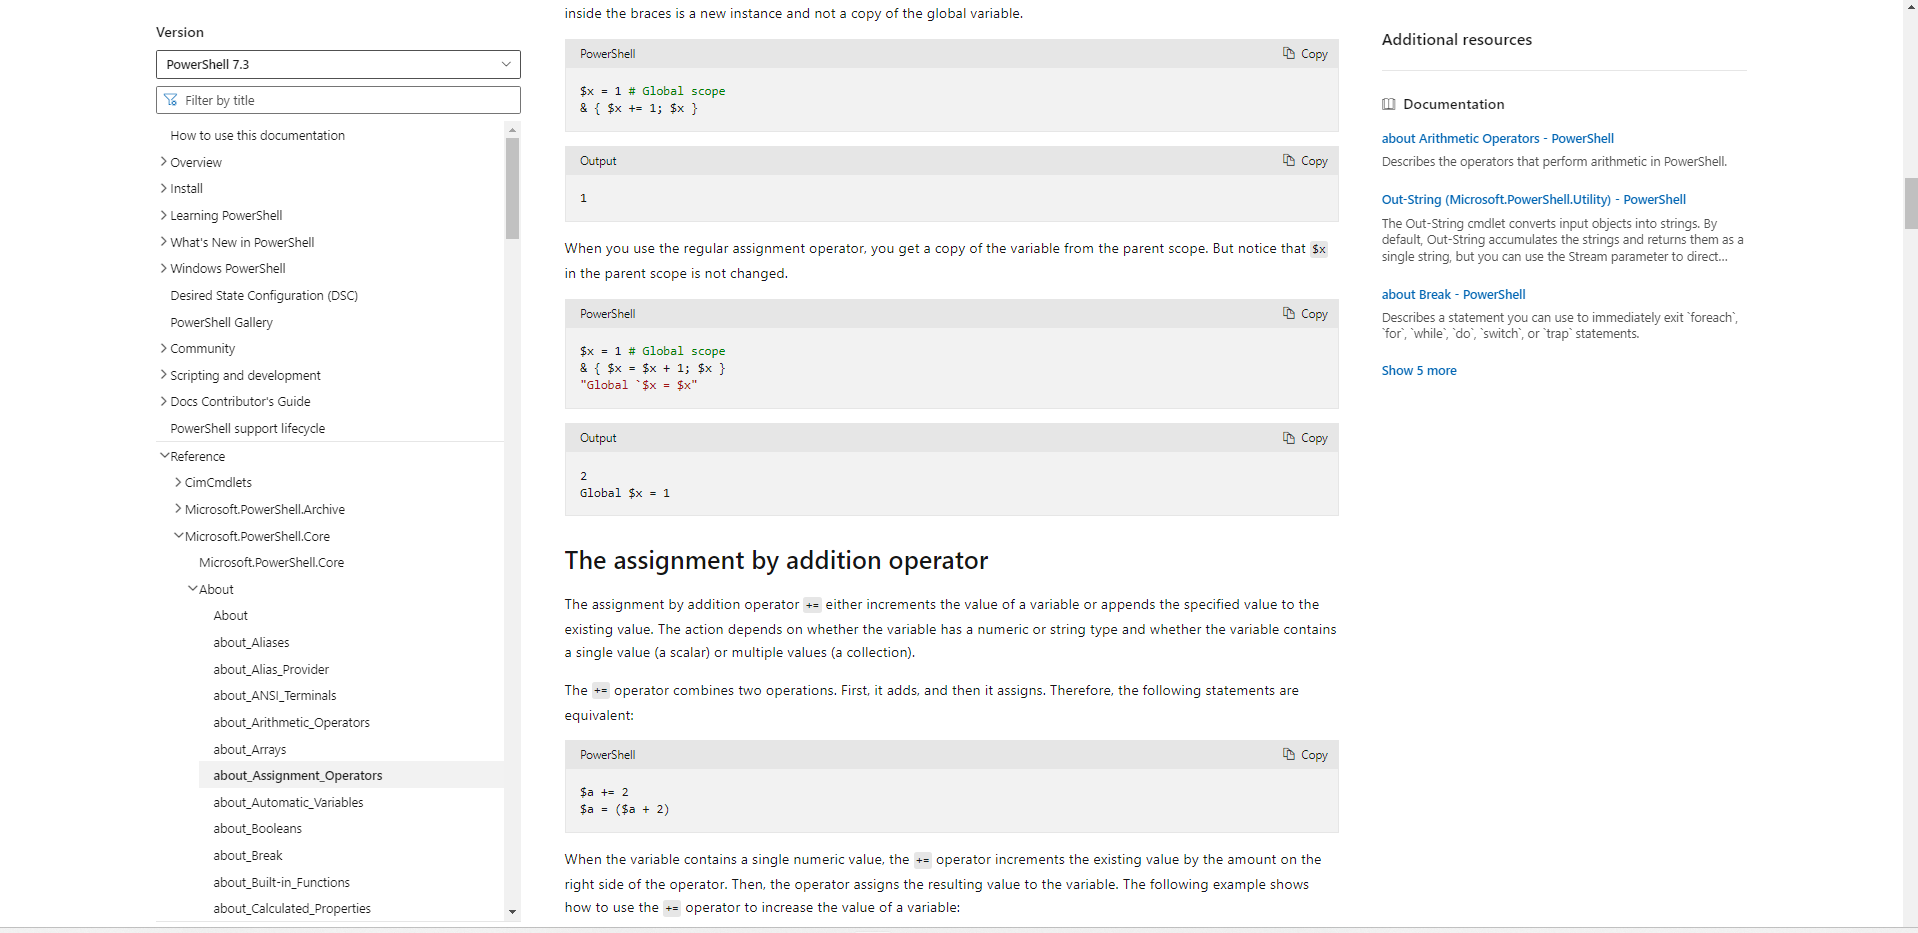 Version
PowerShell 7.3
Filter by title
How to use this documentation
Overview
Install
Learning PowerShell
What's New in PowerShell
Windows PowerShell
Desired State Configuration (DSC)
PowerShell Gallery
Community
Scripting and development
Docs Contributor's Guide
PowerShell support lifecycle
Reference
CimCmdlets
Microsoft.PowerShell.Archive
Microsoft.PowerShell.Core
Microsoft.PowerShell.Core
About
About
about_Aliases
about_Alias_Provider
about_ANSI_Terminals
about_Arithmetic_Operators
about_Arrays
about_Assignment_Operators
about_Automatic_Variables
about_Booleans
about_Break
about_Built-in_Functions
about_Calculated_Properties
inside the braces is a new instance and not a copy of the global variable.
PowerShell
Copy
$x = 1 # Global scope
& { $x += 1; $x }
Output
Copy
1
When you use the regular assignment operator, you get a copy of the variable from the parent scope. But notice that $x
in the parent scope is not changed.
PowerShell
Copy
$x = 1 # Global scope
& { $x = $x + 1; $x }
"Global `$x = $x"
Output
Copy
2
Global $x = 1
The assignment by addition operator
The assignment by addition operator += either increments the value of a variable or appends the specified value to the
existing value. The action depends on whether the variable has a numeric or string type and whether the variable contains
a single value (a scalar) or multiple values (a collection).
The += operator combines two operations. First, it adds, and then it assigns. Therefore, the following statements are
equivalent:
PowerShell
Copy
$a += 2
$a = ($a + 2)
When the variable contains a single numeric value, the += operator increments the existing value by the amount on the
right side of the operator. Then, the operator assigns the resulting value to the variable. The following example shows
how to use the += operator to increase the value of a variable:
Additional resources
Documentation
about Arithmetic Operators - PowerShell
Describes the operators that perform arithmetic in PowerShell.
Out-String (Microsoft.PowerShell.Utility) - PowerShell
The Out-String cmdlet converts input objects into strings. By
default, Out-String accumulates the strings and returns them as a
single string, but you can use the Stream parameter to direct...
about Break - PowerShell
Describes a statement you can use to immediately exit `foreach`,
`for`, `while`, `do`, `switch`, or `trap` statements.
Show 5 more